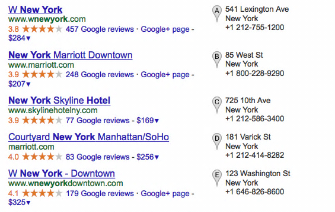 W New York
www.wnewyork.com
3.8 ★★★★★ 457 Google reviews · Google+ page -
$284▾
A 541 Lexington Ave
New York
+1 212-755-1200
New York Marriott Downtown
www.marriott.com
3.9 ★★★★★ 248 Google reviews · Google+ page -
$207▾
B 85 West St
New York
+1 800-228-9290
New York Skyline Hotel
www.skylinehotelny.com
3.9 ★★★★★ 77 Google reviews - $169▾
C 725 10th Ave
New York
+1 212-586-3400
Courtyard New York Manhattan/SoHo
marriott.com
4.0 ★★★★★ 63 Google reviews - $256▾
D 181 Varick St
New York
+1 212-414-8282
W New York - Downtown
www.wnewyorkdowntown.com
4.1 ★★★★★ 179 Google reviews · Google+ page -
$325▾
E 123 Washington St
New York
+1 646-826-8600